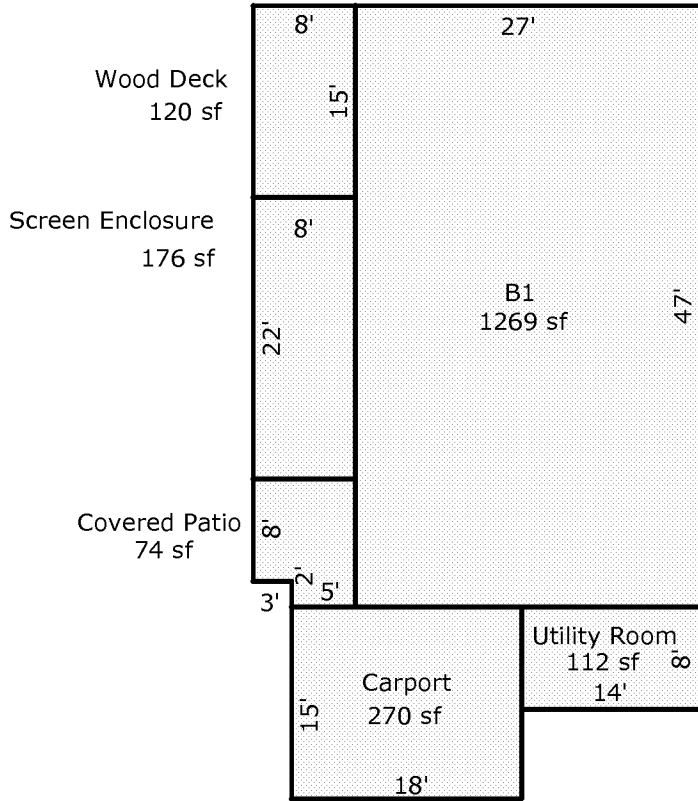 8'
27'
Wood Deck
120 sf
15'
Screen Enclosure
176 sf
8'
22'
B1
1269 sf
47'
Covered Patio
74 sf
8'
2'
5'
3'
Utility Room
112 sf
8'
14'
Carport
270 sf
15'
18'